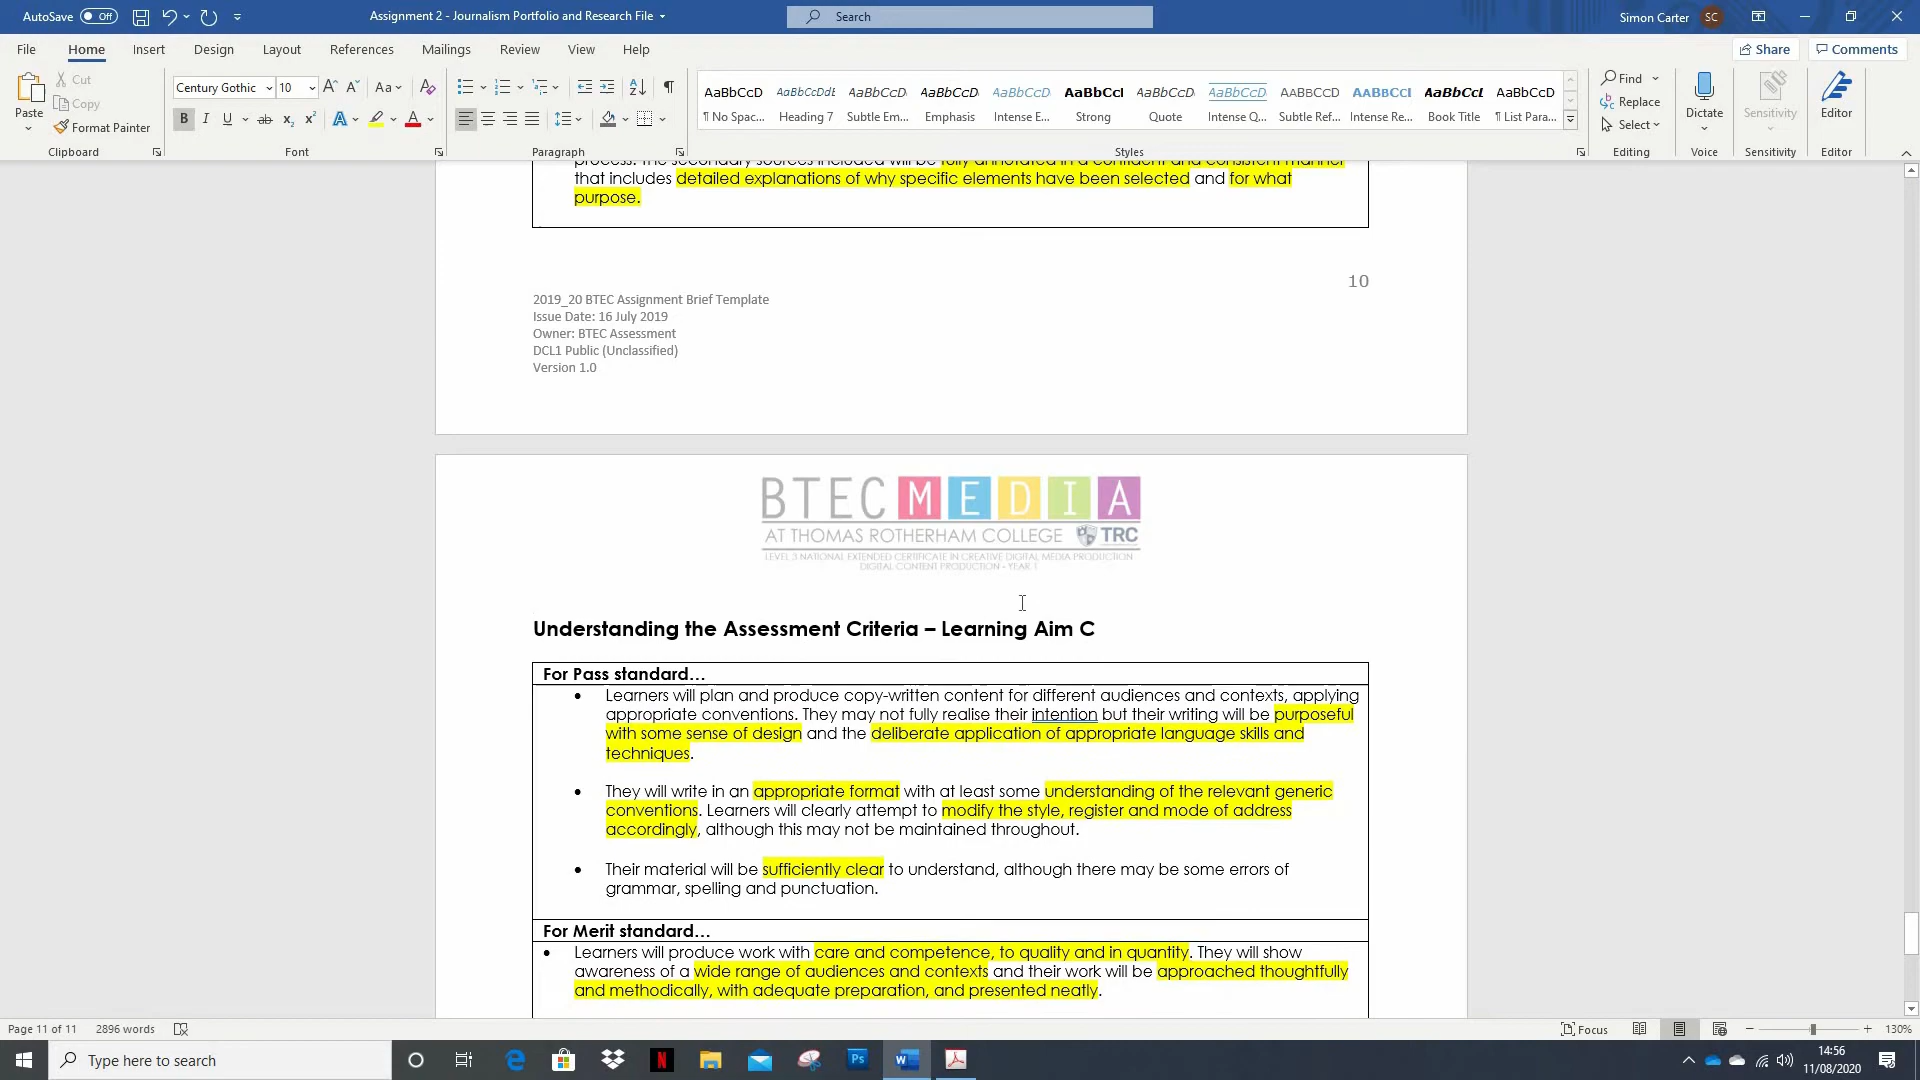 AutoSave Off Assignment 2 - Journalism Portfolio and Research File Search Simon Carter SC
File Home Insert Design Layout References Mailings Review View Help Share Comments
Paste Cut Copy Format Painter
Century Gothic 10 Aa
AaBbCcD AaBbCcDdE AaBbCcD AaBbCcD AaBbCcD AaBbCcI AaBbCcD AaBbCcD AABBCCD AABBCCI AaBbCcL AaBbCcD
¶ No Spac... Heading 7 Subtle Em... Emphasis Intense E... Strong Quote Intense Q... Subtle Ref... Intense Re... Book Title ¶ List Para...
Find Replace Select Dictate Sensitivity Editor
Clipboard Font Paragraph Styles Editing Voice Sensitivity Editor
process. The secondary sources included will be fully annotated in a confident and consistent manner
that includes detailed explanations of why specific elements have been selected and for what
purpose.
10
2019_20 BTEC Assignment Brief Template
Issue Date: 16 July 2019
Owner: BTEC Assessment
DCL1 Public (Unclassified)
Version 1.0
BTEC MEDIA
AT THOMAS ROTHERHAM COLLEGE TRC
LEVEL 3 NATIONAL EXTENDED CERTIFICATE IN CREATIVE DIGITAL MEDIA PRODUCTION
DIGITAL CONTENT PRODUCTION - YEAR 1
Understanding the Assessment Criteria – Learning Aim C
For Pass standard…
• Learners will plan and produce copy-written content for different audiences and contexts, applying
appropriate conventions. They may not fully realise their intention but their writing will be purposeful
with some sense of design and the deliberate application of appropriate language skills and
techniques.
• They will write in an appropriate format with at least some understanding of the relevant generic
conventions. Learners will clearly attempt to modify the style, register and mode of address
accordingly, although this may not be maintained throughout.
• Their material will be sufficiently clear to understand, although there may be some errors of
grammar, spelling and punctuation.
For Merit standard…
• Learners will produce work with care and competence, to quality and in quantity. They will show
awareness of a wide range of audiences and contexts and their work will be approached thoughtfully
and methodically, with adequate preparation, and presented neatly.
Page 11 of 11 2896 words Focus 130%
Type here to search
14:56
11/08/2020